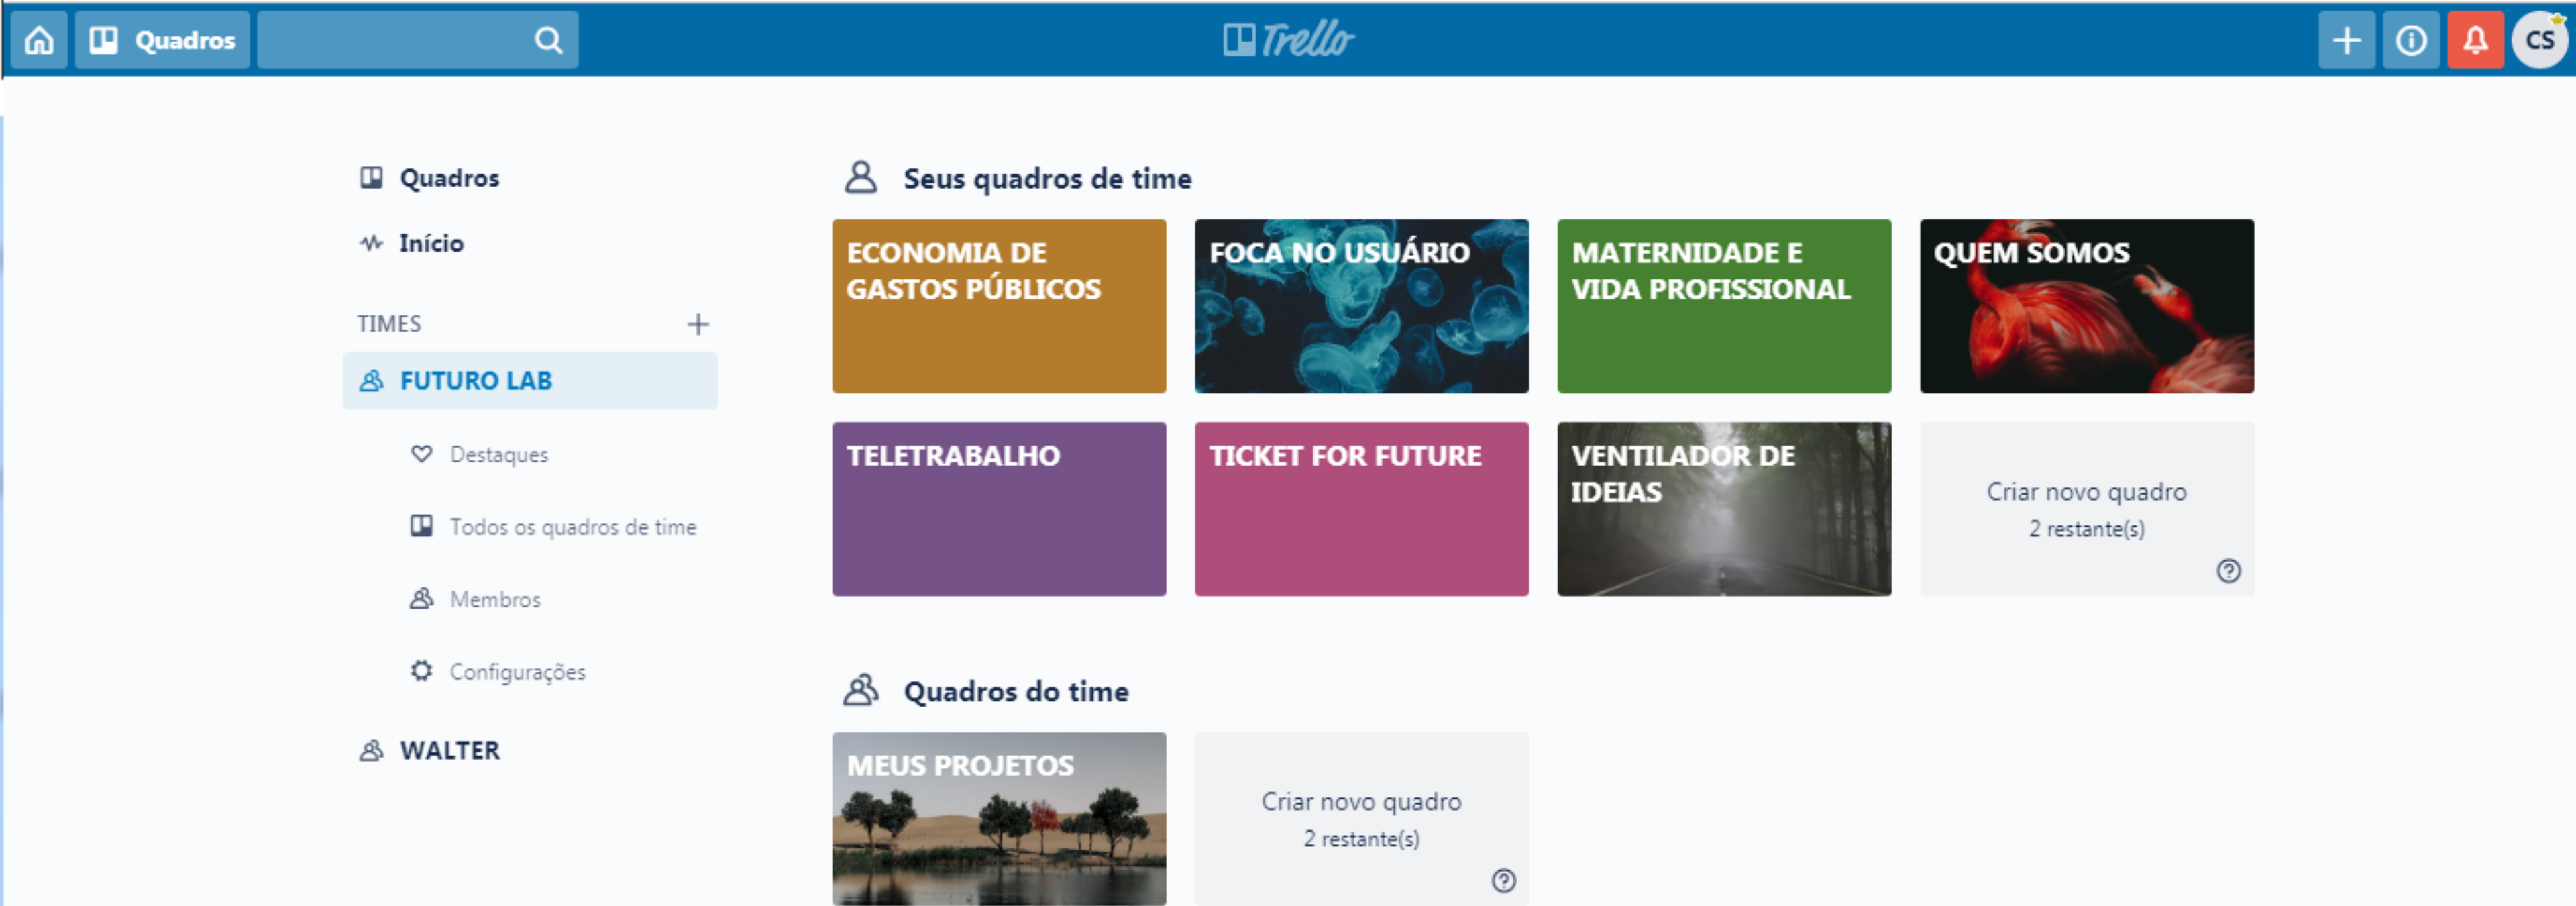 Quadros
Trello
CS
Quadros
Início
TIMES
FUTURO LAB
Destaques
Todos os quadros de time
Membros
Configurações
WALTER
Seus quadros de time
ECONOMIA DE
GASTOS PÚBLICOS
FOCA NO USUÁRIO
MATERNIDADE E
VIDA PROFISSIONAL
QUEM SOMOS
TELETRABALHO
TICKET FOR FUTURE
VENTILADOR DE
IDEIAS
Criar novo quadro
2 restante(s)
Quadros do time
MEUS PROJETOS
Criar novo quadro
2 restante(s)